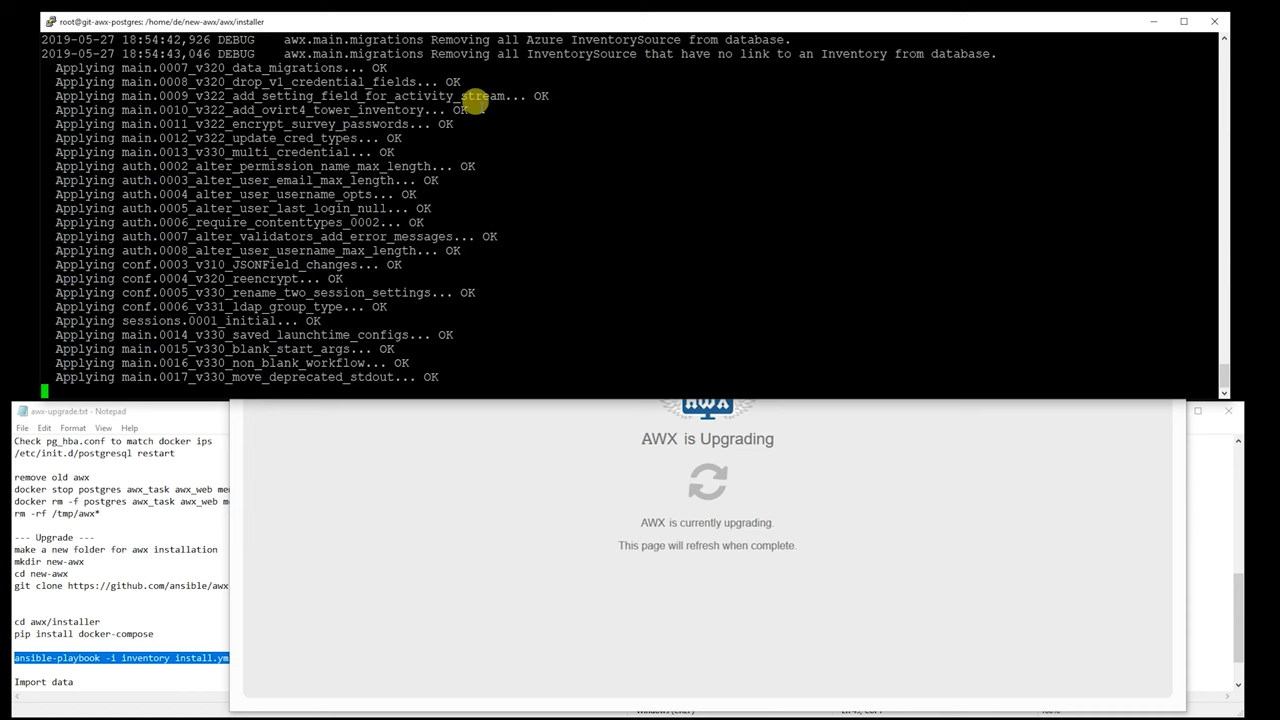 root@git-awx-postgres: /home/de/new-awx/awx/installer
2019-05-27 18:54:42,926 DEBUG    awx.main.migrations Removing all Azure InventorySource from database.
2019-05-27 18:54:43,046 DEBUG    awx.main.migrations Removing all InventorySource that have no link to an Inventory from database.
Applying main.0007_v320_data_migrations... OK
Applying main.0008_v320_drop_v1_credential_fields... OK
Applying main.0009_v322_add_setting_field_for_activity_stream... OK
Applying main.0010_v322_add_ovirt4_tower_inventory... OK
Applying main.0011_v322_encrypt_survey_passwords... OK
Applying main.0012_v322_update_cred_types... OK
Applying main.0013_v330_multi_credential... OK
Applying auth.0002_alter_permission_name_max_length... OK
Applying auth.0003_alter_user_email_max_length... OK
Applying auth.0004_alter_user_username_opts... OK
Applying auth.0005_alter_user_last_login_null... OK
Applying auth.0006_require_contenttypes_0002... OK
Applying auth.0007_alter_validators_add_error_messages... OK
Applying auth.0008_alter_user_username_max_length... OK
Applying conf.0003_v310_JSONField_changes... OK
Applying conf.0004_v320_reencrypt... OK
Applying conf.0005_v330_rename_two_session_settings... OK
Applying conf.0006_v331_ldap_group_type... OK
Applying sessions.0001_initial... OK
Applying main.0014_v330_saved_launchtime_configs... OK
Applying main.0015_v330_blank_start_args... OK
Applying main.0016_v330_non_blank_workflow... OK
Applying main.0017_v330_move_deprecated_stdout... OK
awx-upgrade.txt - Notepad
File Edit Format View Help
Check pg_hba.conf to match docker ips
/etc/init.d/postgresql restart
remove old awx
docker stop postgres awx_task awx_web
docker rm -f postgres awx_task awx_web
rm -rf /tmp/awx*
--- Upgrade ---
make a new folder for awx installation
mkdir new-awx
cd new-awx
git clone https://github.com/ansible/awx
cd awx/installer
pip install docker-compose
ansible-playbook -i inventory install.ym
Import data
AWX
AWX is Upgrading
AWX is currently upgrading.
This page will refresh when complete.